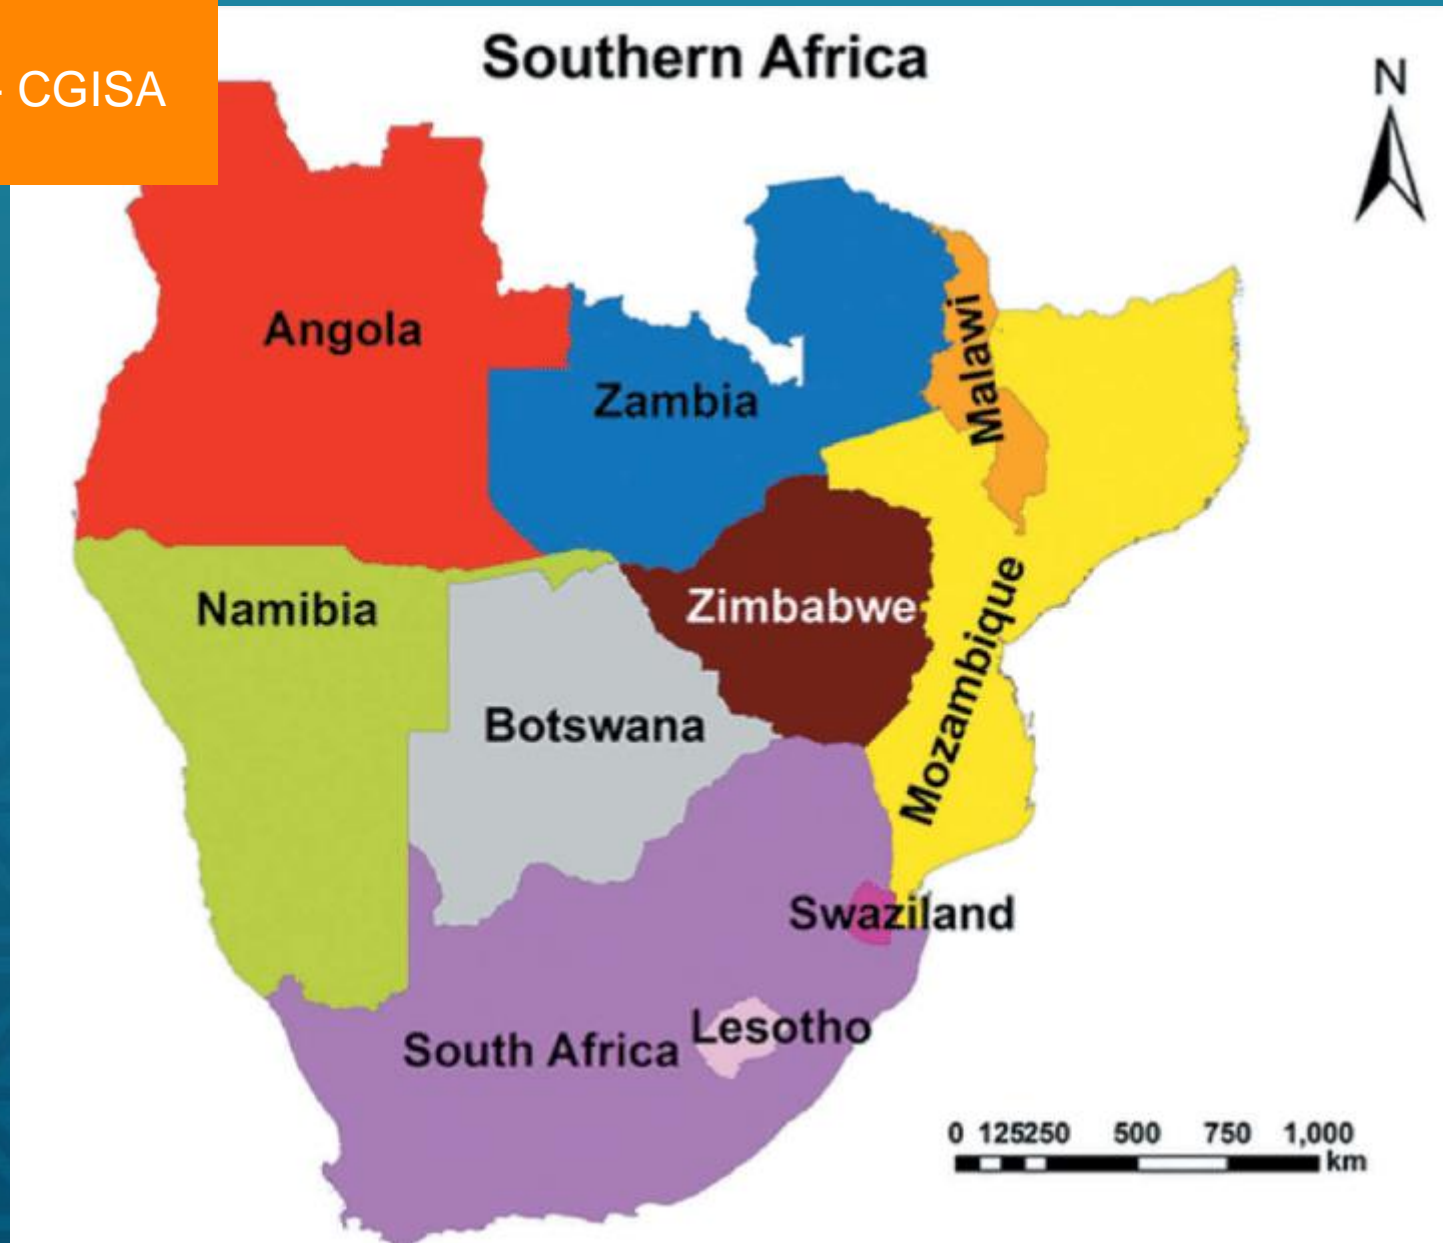 - CGISA
Southern Africa
N
Angola
Zambia
Malawi
Namibia
Zimbabwe
Mozambique
Botswana
Swaziland
South Africa
Lesotho
0 125250 500 750 1,000
km